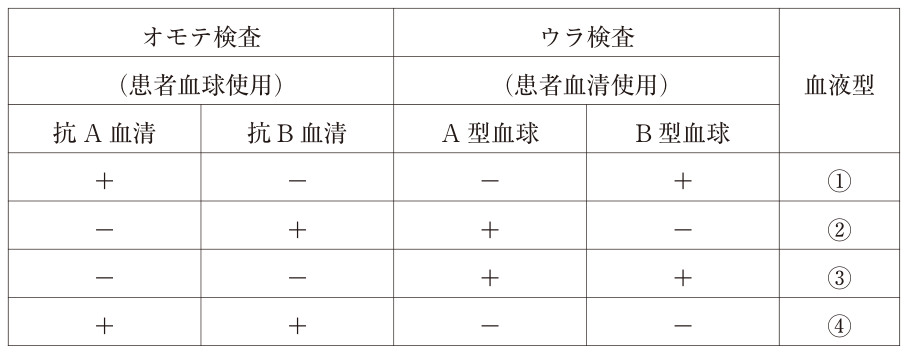 オモテ検査 ウラ検査 血液型
(患者血球使用) (患者血清使用)
抗A血清 抗B血清 A型血球 B型血球
+ − − + ①
− + + − ②
− − + + ③
+ + − − ④